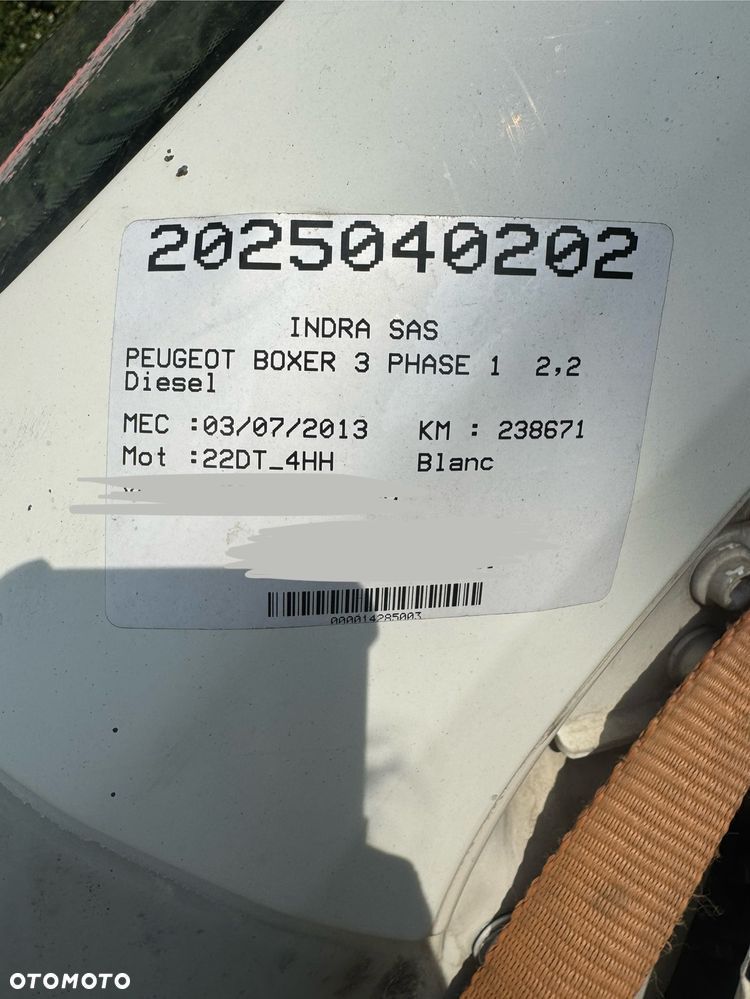 2025040202
INDRA SAS
PEUGEOT BOXER 3 PHASE 1 2,2
Diesel
MEC :03/07/2013 KM : 238671
Mot :22DT_4HH Blanc
000014285003
OTOMOTO